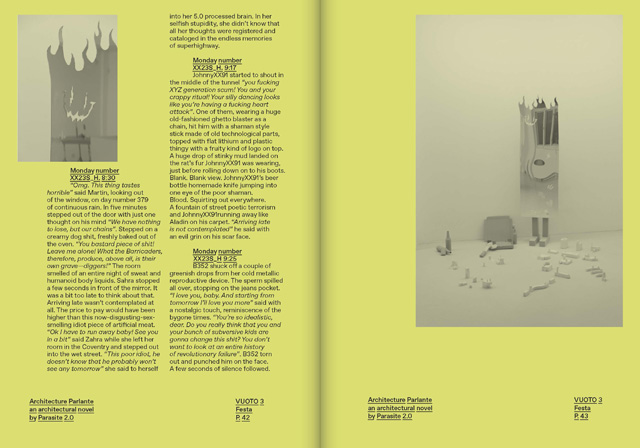 Monday number
XX23S_H, 8:30
"Omg. This thing tastes
horrible" said Martin, looking out
of the window, on day number 379
of continuous rain. In five minutes
stepped out of the door with just one
thought on his mind "We have nothing
to lose, but our chains". Stepped on a
creamy dog shit, freshly baked out of
the oven. "You bastard piece of shit!
Leave me alone! What the Barricaders,
therefore, produce, above all, is their
own grave—diggers!" The room
smelled of an entire night of sweat and
humanoid body liquids. Sahra stopped
a few seconds in front of the mirror. It
was a bit too late to think about that.
Arriving late wasn't contemplated at
all. The price to pay would have been
higher than this now-disgusting-sex-
smelling idiot piece of artificial meat.
"Ok I have to run away baby! See you
in a bit" said Zahra while she left her
room in the Coventry and stepped out
into the wet street. "This poor idiot, he
doesn't know that he probably won't
see any tomorrow" she said to herself
into her 5.0 processed brain. In her
selfish stupidity, she didn't know that
all her thoughts were registered and
cataloged in the endless memories
of superhighway.
Monday number
XX23S_H, 9:17
JohnnyXX91 started to shout in
the middle of the tunnel "you fucking
XYZ generation scum! You and your
crappy ritual! Your silly dancing looks
like you're having a fucking heart
attack". One of them, wearing a huge
old-fashioned ghetto blaster as a
chain, hit him with a shaman style
stick made of old technological parts,
topped with flat lithium and plastic
thingy with a fruity kind of logo on top.
A huge drop of stinky mud landed on
the rat's fur JohnnyXX91 was wearing,
just before rolling down on to his boots.
Blank. Blank view. JohnnyXX91's beer
bottle homemade knife jumping into
one eye of the poor shaman.
Blood. Squirting out everywhere.
A fountain of street poetic terrorism
and JohnnyXX91running away like
Aladin on his carpet. "Arriving late
is not contemplated" he said with
an evil grin on his scar face.
Monday number
XX23S_H 9:25
B352 shuck off a couple of
greenish drops from her cold metallic
reproductive device. The sperm spilled
all over, stopping on the jeans pocket.
"I love you, baby. And starting from
tomorrow I'll love you more" said with
a nostalgic touch, reminiscence of the
bygone times. "You're so idealistic,
dear. Do you really think that you and
your bunch of subversive kids are
gonna change this shit? You don't
want to look at an entire history
of revolutionary failure". B352 torn
out and punched him on the face.
A few seconds of silence followed.
Architecture Parlante
an architectural novel
by Parasite 2.0
VUOTO 3
Festa
P. 42
Architecture Parlante
an architectural novel
by Parasite 2.0
VUOTO 3
Festa
P. 43